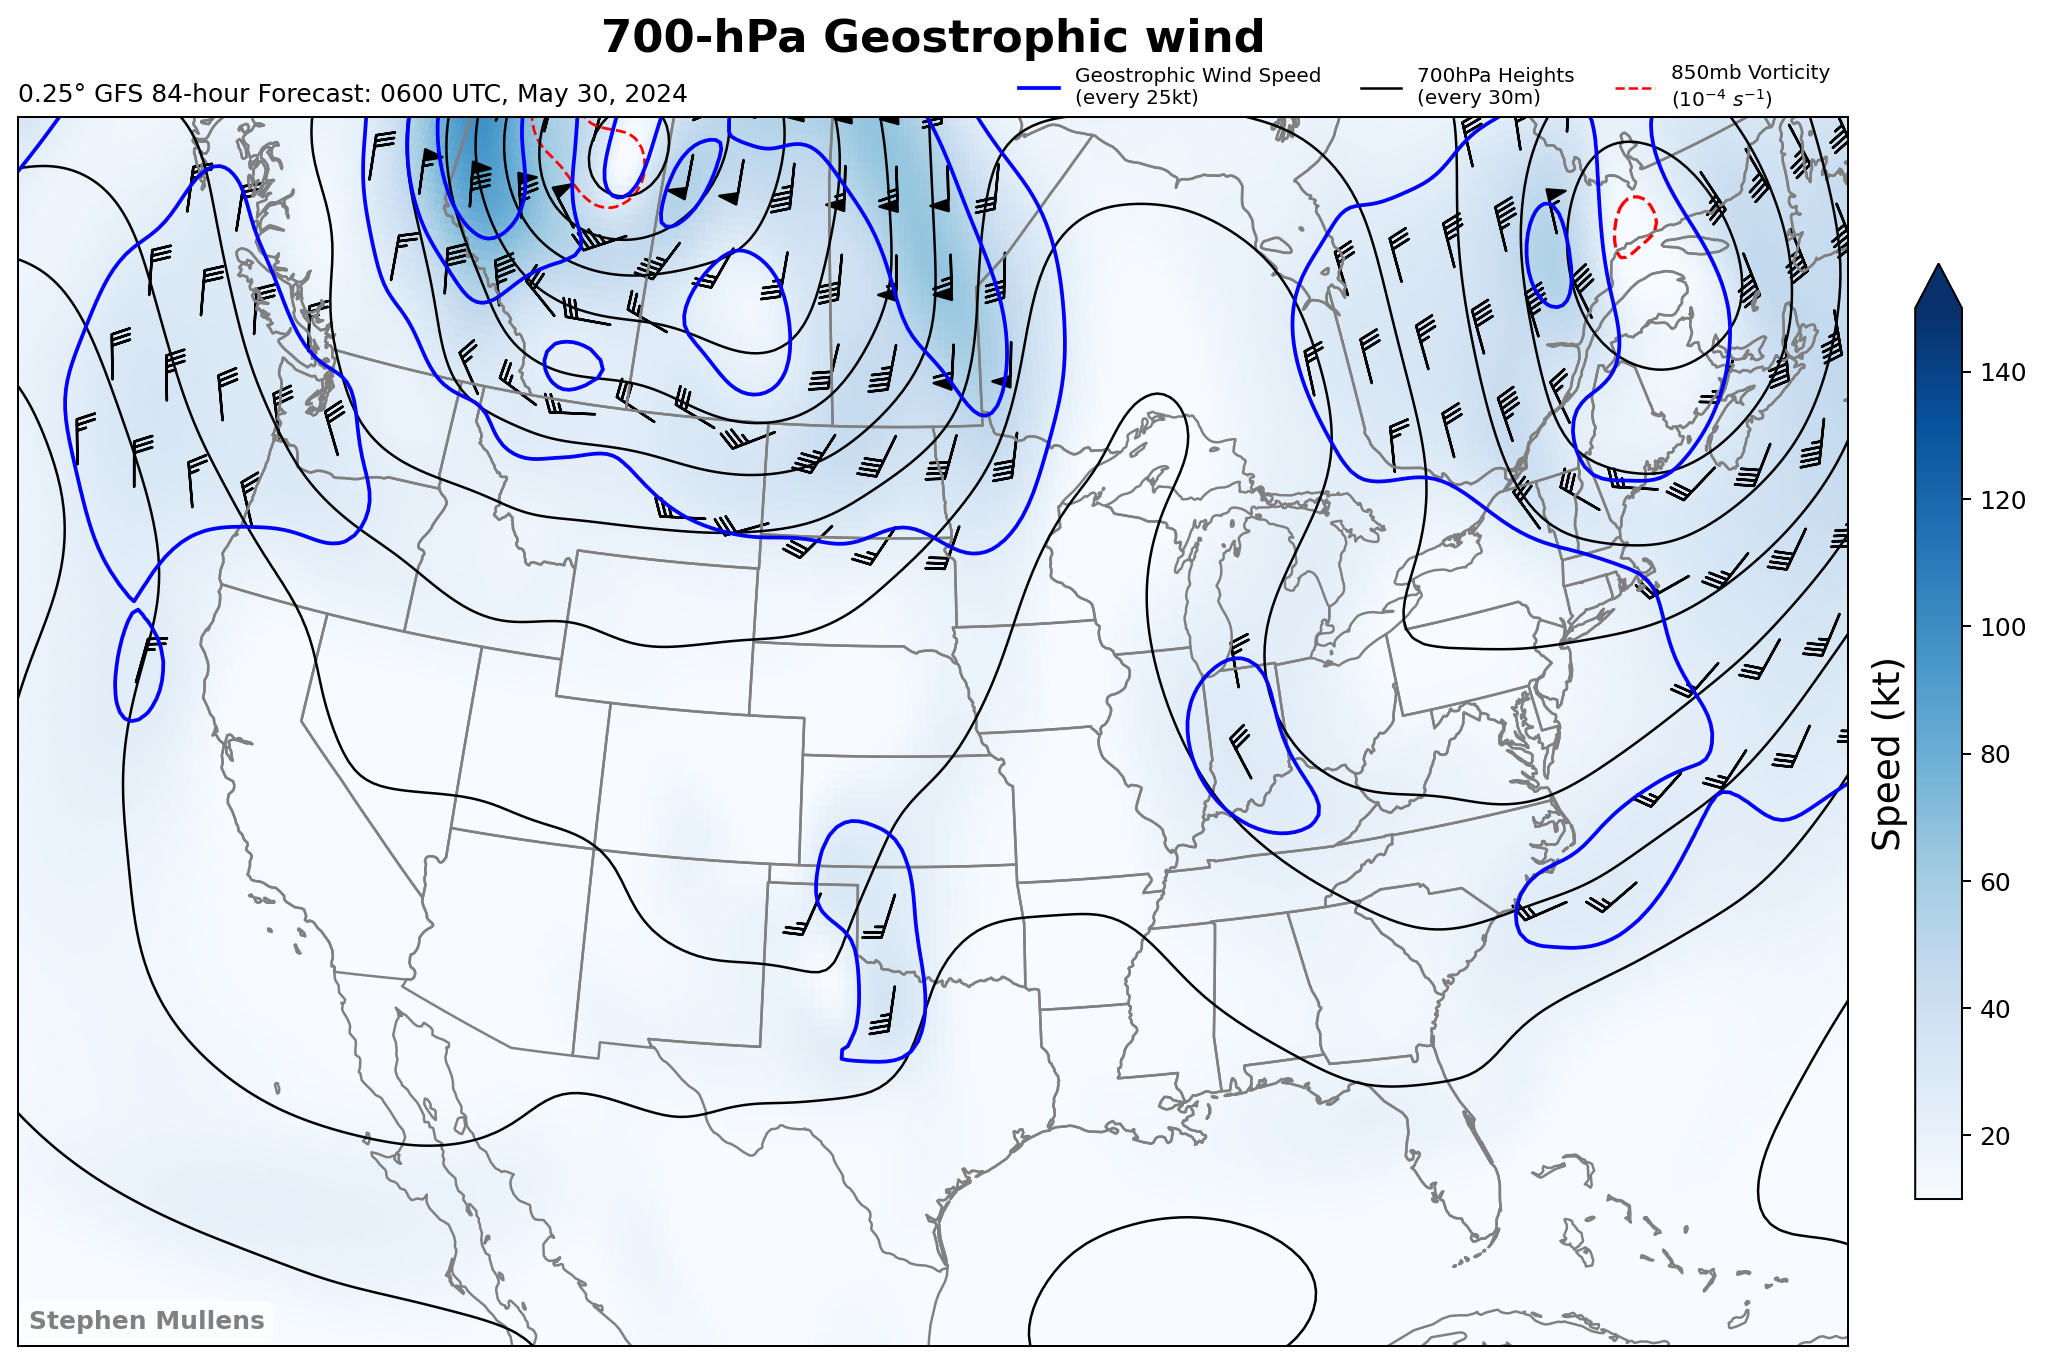 700-hPa Geostrophic wind
0.25° GFS 84-hour Forecast: 0600 UTC, May 30, 2024
Geostrophic Wind Speed
(every 25kt)
700hPa Heights
(every 30m)
850mb Vorticity
(10⁻⁴ s⁻¹)
140
120
100
80
60
40
20
Speed (kt)
Stephen Mullens